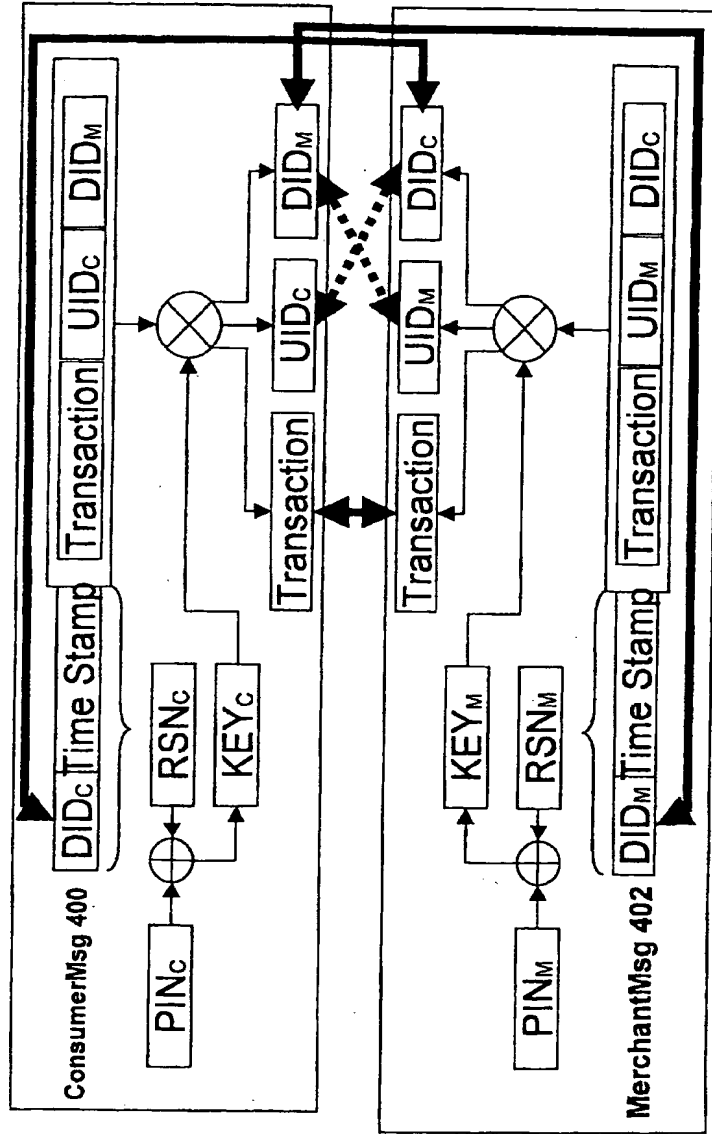 ConsumerMsg 400
DIDC Time Stamp Transaction UIDC DIDM
PINC
RSNC
KEYC
Transaction UIDC DIDM
Transaction UIDM DIDC
KEYM
RSNM
PINM
MerchantMsg 402
DIDM Time Stamp Transaction UIDM DIDC